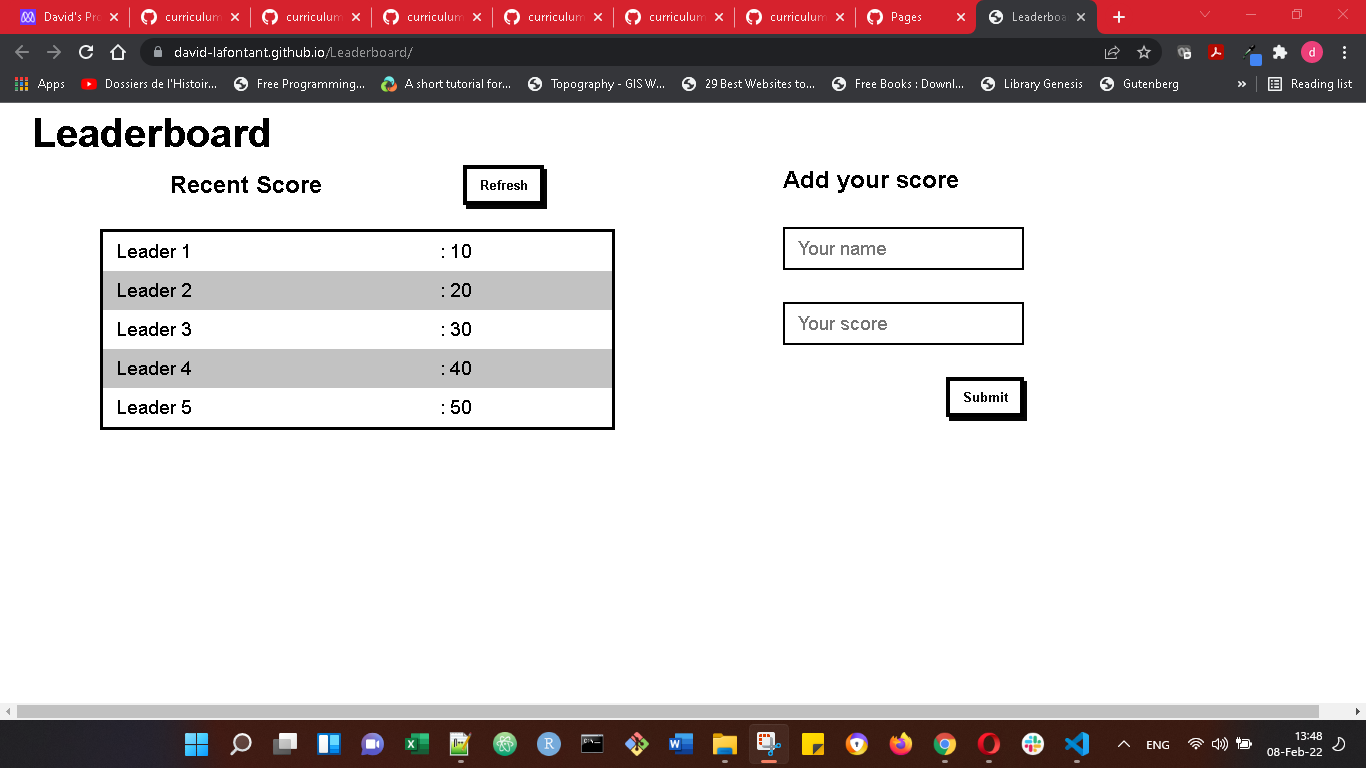 David's Pro
curriculum
curriculum
curriculum
curriculum
curriculum
curriculum
Pages
Leaderboa
david-lafontant.github.io/Leaderboard/
d
Apps
Dossiers de l'Histoir...
Free Programming...
A short tutorial for...
Topography - GIS W...
29 Best Websites to...
Free Books : Downl...
Library Genesis
Gutenberg
»
Reading list
Leaderboard
Recent Score
Refresh
Leader 1 : 10
Leader 2 : 20
Leader 3 : 30
Leader 4 : 40
Leader 5 : 50
Add your score
Your name
Your score
Submit
ENG
13:48
08-Feb-22